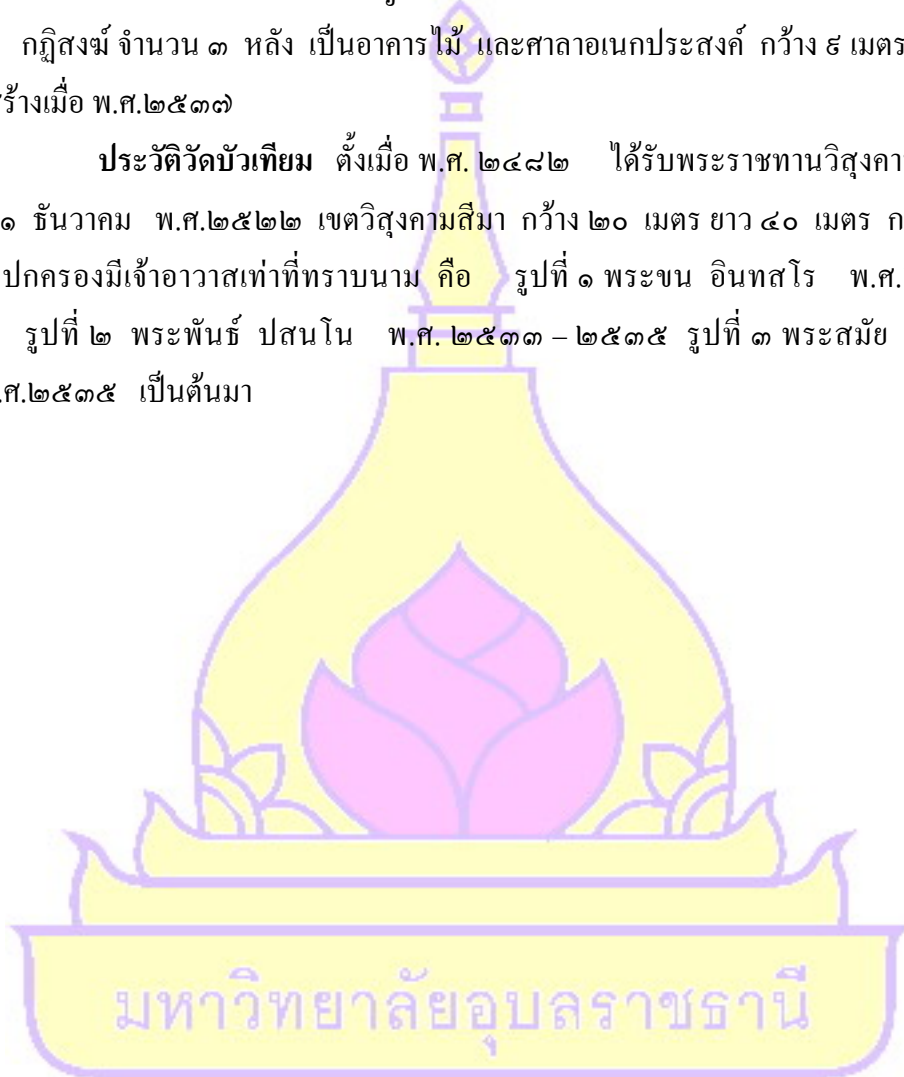 กฏิสงฆ์ จำนวน ๓ หลัง เป็นอาคารไม้ และศาลาอเนกประสงค์ กว้าง ๙ เมตร
ร้างเมื่อ พ.ศ.๒๕๓๗
ประวัติวัดบัวเทียม ตั้งเมื่อ พ.ศ. ๒๔๘๒ ได้รับพระราชทานวิสุงคา
๑ ธันวาคม พ.ศ.๒๕๒๒ เขตวิสุงคามสีมา กว้าง ๒๐ เมตร ยาว ๔๐ เมตร ก
ปกครองมีเจ้าอาวาสเท่าที่ทราบนาม คือ รูปที่ ๑ พระขน อินทสโร พ.ศ.
รูปที่ ๒ พระพันธ์ ปสนโน พ.ศ. ๒๕๓๓ – ๒๕๓๕ รูปที่ ๓ พระสมัย
ศ.๒๕๓๕ เป็นต้นมา
มหาวิทยาลัยอุบลราชธานี